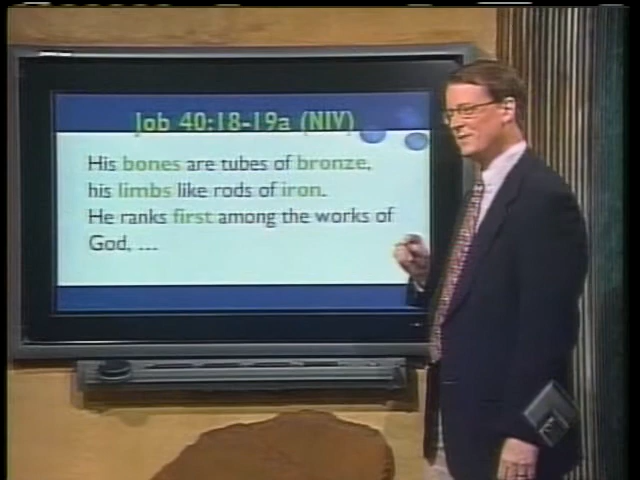 Job 40:18-19a (NIV)
His bones are tubes of bronze,
his limbs like rods of iron.
He ranks first among the works of
God, ...